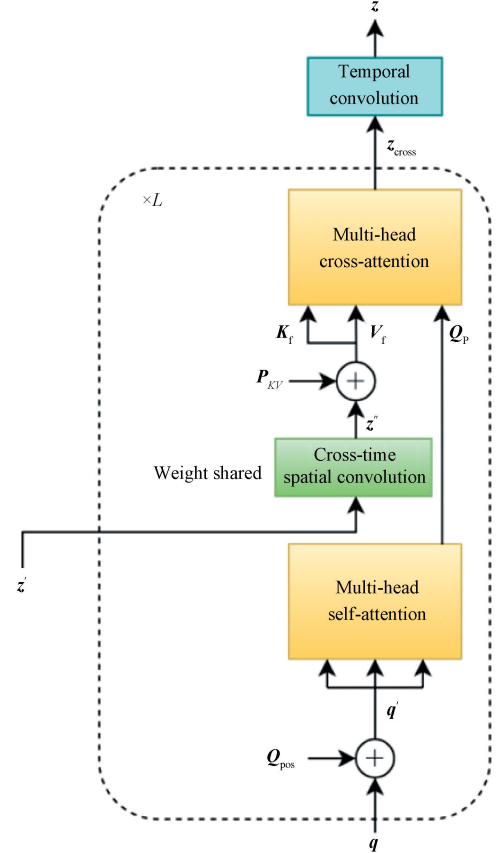 z
Temporal
convolution
z_cross
×L
Multi-head
cross-attention
K_f
V_f
Q_P
P_KV
z″
Cross-time
spatial convolution
Weight shared
z′
Multi-head
self-attention
q′
Q_pos
q